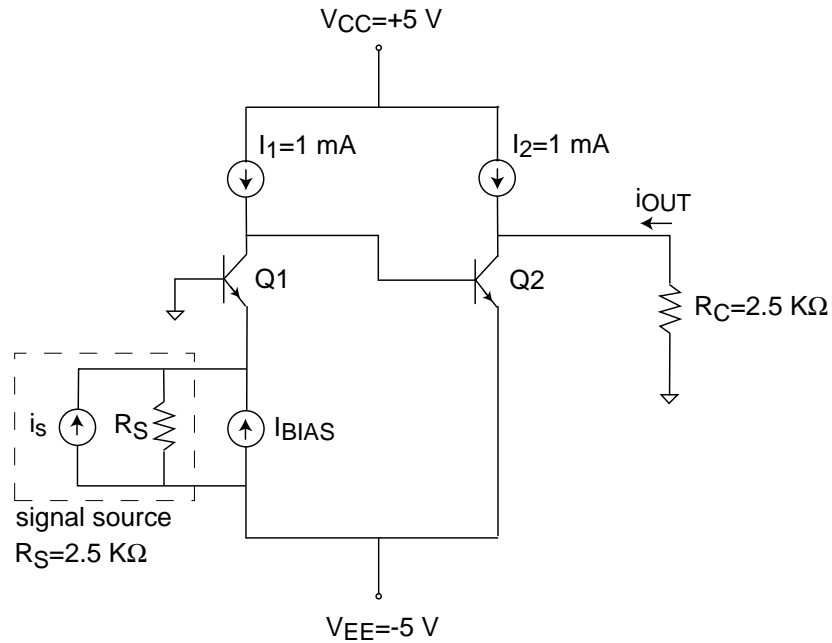 VCC=+5 V
I1=1 mA
I2=1 mA
iOUT
Q1
Q2
RC=2.5 KΩ
is
RS
IBIAS
signal source
RS=2.5 KΩ
VEE=-5 V